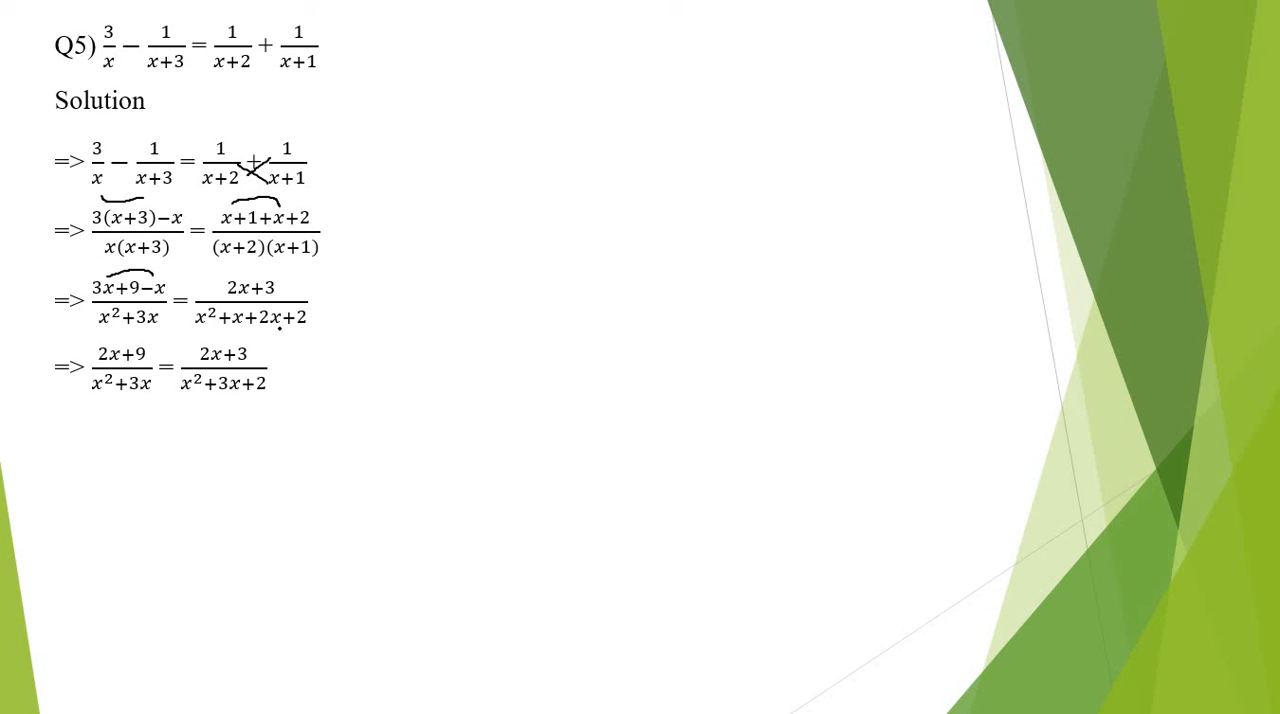 Q5) 3/x − 1/(x+3) = 1/(x+2) + 1/(x+1)
Solution
=> 3/x − 1/(x+3) = 1/(x+2) + 1/(x+1)
=> (3(x+3)−x)/(x(x+3)) = (x+1+x+2)/((x+2)(x+1))
=> (3x+9−x)/(x²+3x) = (2x+3)/(x²+x+2x+2)
=> (2x+9)/(x²+3x) = (2x+3)/(x²+3x+2)